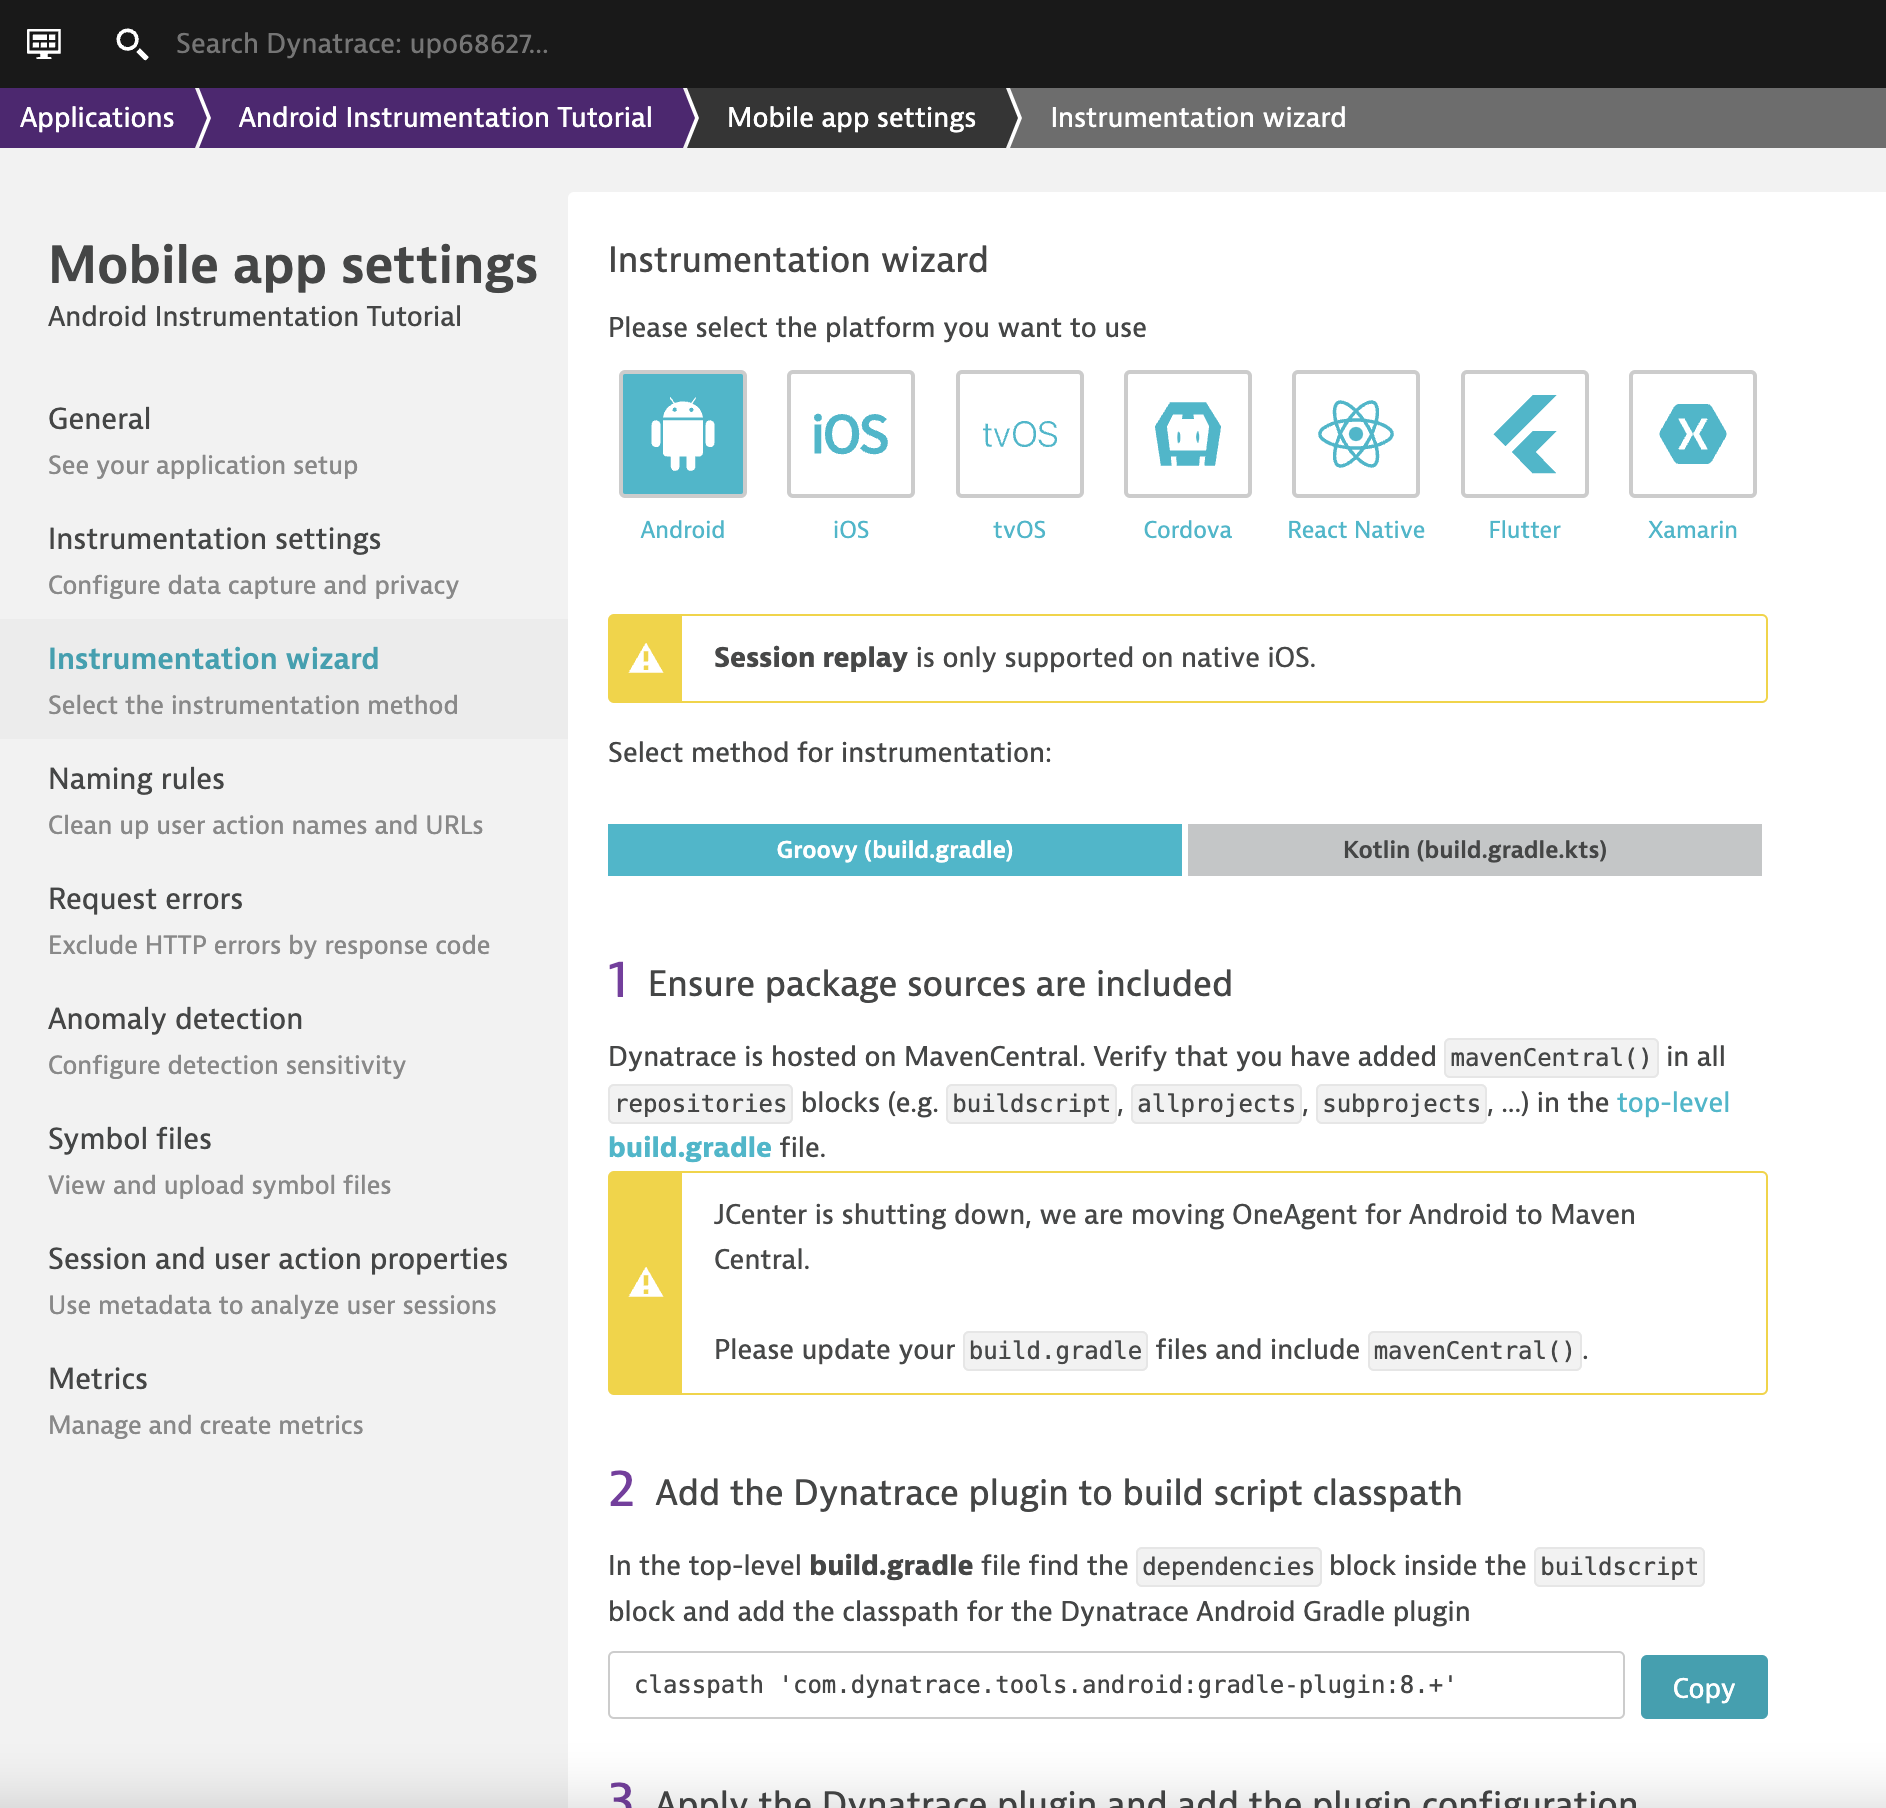 Search Dynatrace: upo68627...
Applications
Android Instrumentation Tutorial
Mobile app settings
Instrumentation wizard
Mobile app settings
Android Instrumentation Tutorial
General
See your application setup
Instrumentation settings
Configure data capture and privacy
Instrumentation wizard
Select the instrumentation method
Naming rules
Clean up user action names and URLs
Request errors
Exclude HTTP errors by response code
Anomaly detection
Configure detection sensitivity
Symbol files
View and upload symbol files
Session and user action properties
Use metadata to analyze user sessions
Metrics
Manage and create metrics
Instrumentation wizard
Please select the platform you want to use
iOS
tvOS
X
Android
iOS
tvOS
Cordova
React Native
Flutter
Xamarin
Session replay is only supported on native iOS.
Select method for instrumentation:
Groovy (build.gradle)
Kotlin (build.gradle.kts)
1 Ensure package sources are included
Dynatrace is hosted on MavenCentral. Verify that you have added mavenCentral() in all
repositories blocks (e.g. buildscript, allprojects, subprojects, ...) in the top-level
build.gradle file.
JCenter is shutting down, we are moving OneAgent for Android to Maven
Central.
Please update your build.gradle files and include mavenCentral().
2 Add the Dynatrace plugin to build script classpath
In the top-level build.gradle file find the dependencies block inside the buildscript
block and add the classpath for the Dynatrace Android Gradle plugin
classpath 'com.dynatrace.tools.android:gradle-plugin:8.+'
Copy
3 Apply the Dynatrace plugin and add the plugin configuration